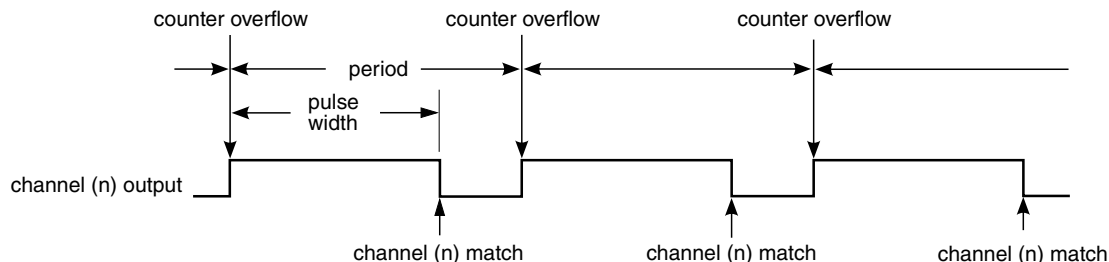 counter overflow
counter overflow
counter overflow
period
pulse
width
channel (n) output
channel (n) match
channel (n) match
channel (n) match